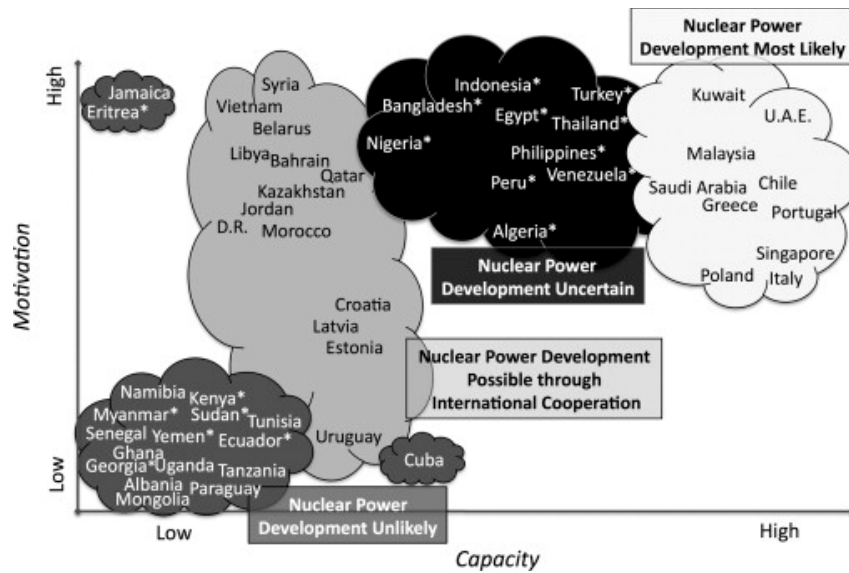 Nuclear Power
Development Most Likely
High
Jamaica
Eritrea*
Syria
Vietnam
Belarus
Libya
Bahrain
Qatar
Kazakhstan
Jordan
D.R.
Morocco
Croatia
Latvia
Estonia
Uruguay
Indonesia*
Bangladesh*
Turkey*
Egypt*
Thailand*
Nigeria*
Philippines*
Peru*
Venezuela*
Algeria*
Nuclear Power
Development Uncertain
Kuwait
U.A.E.
Malaysia
Saudi Arabia
Chile
Greece
Portugal
Singapore
Poland
Italy
Motivation
Nuclear Power Development
Possible through
International Cooperation
Namibia
Kenya*
Myanmar*
Sudan*
Tunisia
Senegal
Yemen*
Ecuador*
Ghana
Georgia*
Uganda
Tanzania
Albania
Paraguay
Mongolia
Cuba
Low
Nuclear Power
Development Unlikely
Low
High
Capacity